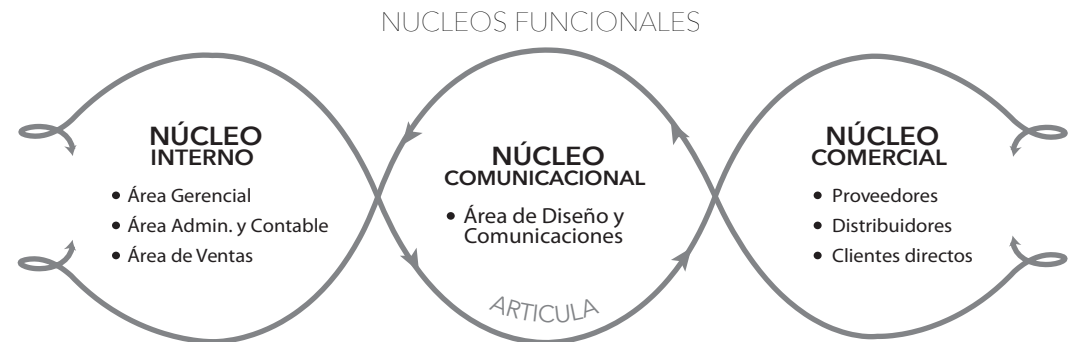 NUCLEOS FUNCIONALES
NÚCLEO
INTERNO
• Área Gerencial
• Área Admin. y Contable
• Área de Ventas
NÚCLEO
COMUNICACIONAL
• Área de Diseño y
Comunicaciones
ARTICULA
NÚCLEO
COMERCIAL
• Proveedores
• Distribuidores
• Clientes directos